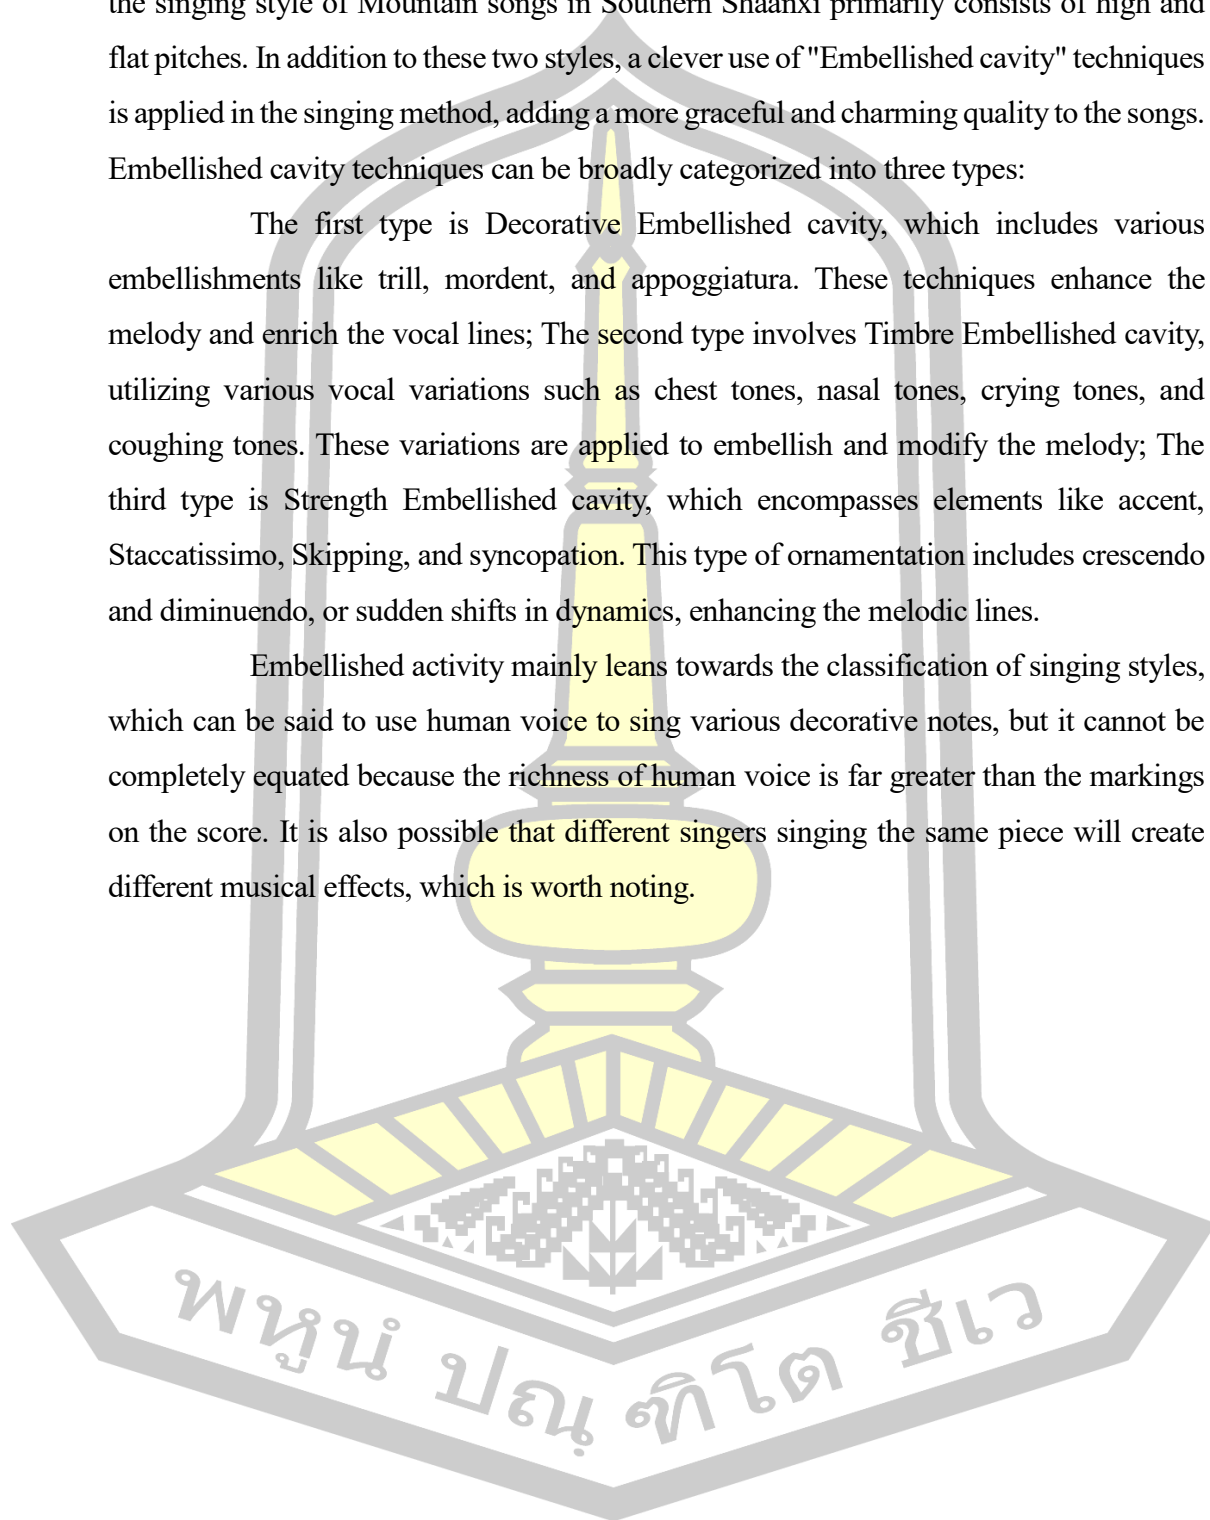 the singing style of Mountain songs in Southern Shaanxi primarily consists of high and
flat pitches. In addition to these two styles, a clever use of "Embellished cavity" techniques
is applied in the singing method, adding a more graceful and charming quality to the songs.
Embellished cavity techniques can be broadly categorized into three types:
The first type is Decorative Embellished cavity, which includes various
embellishments like trill, mordent, and appoggiatura. These techniques enhance the
melody and enrich the vocal lines; The second type involves Timbre Embellished cavity,
utilizing various vocal variations such as chest tones, nasal tones, crying tones, and
coughing tones. These variations are applied to embellish and modify the melody; The
third type is Strength Embellished cavity, which encompasses elements like accent,
Staccatissimo, Skipping, and syncopation. This type of ornamentation includes crescendo
and diminuendo, or sudden shifts in dynamics, enhancing the melodic lines.
Embellished activity mainly leans towards the classification of singing styles,
which can be said to use human voice to sing various decorative notes, but it cannot be
completely equated because the richness of human voice is far greater than the markings
on the score. It is also possible that different singers singing the same piece will create
different musical effects, which is worth noting.
พหูนํ ปณฺฑิโต ชีเว